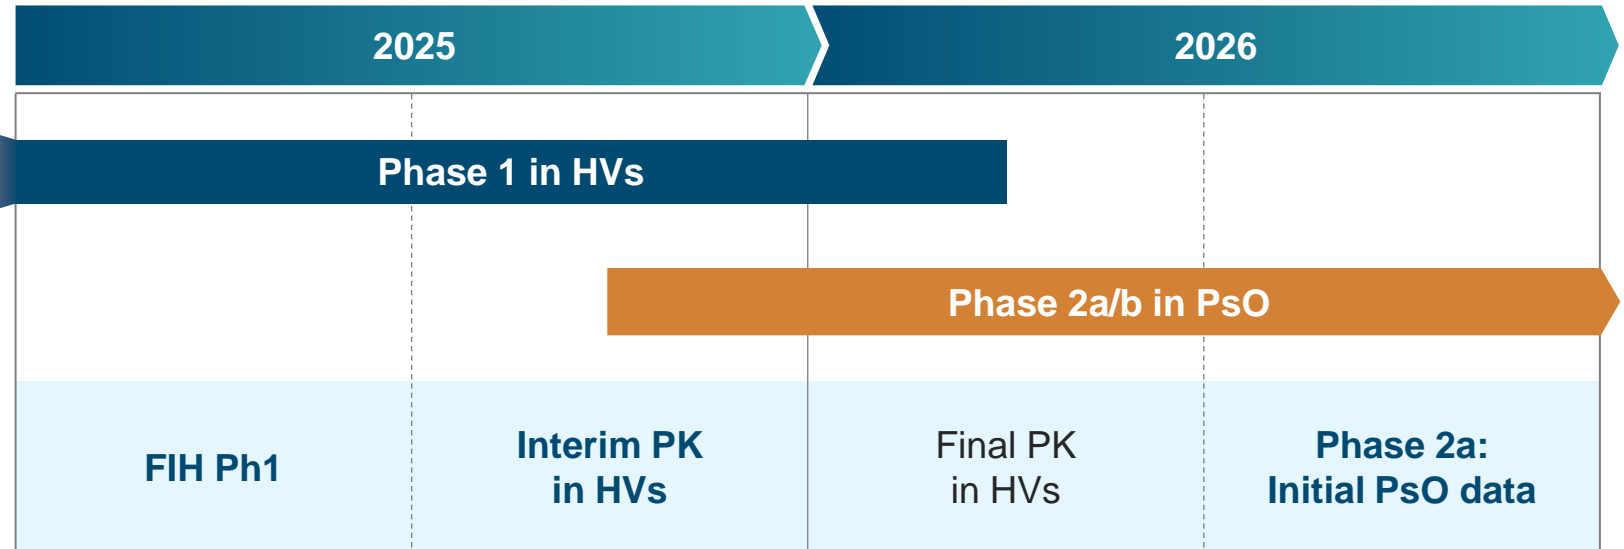 2025
2026
Phase 1 in HVs
Phase 2a/b in PsO
FIH Ph1
Interim PK
in HVs
Final PK
in HVs
Phase 2a:
Initial PsO data